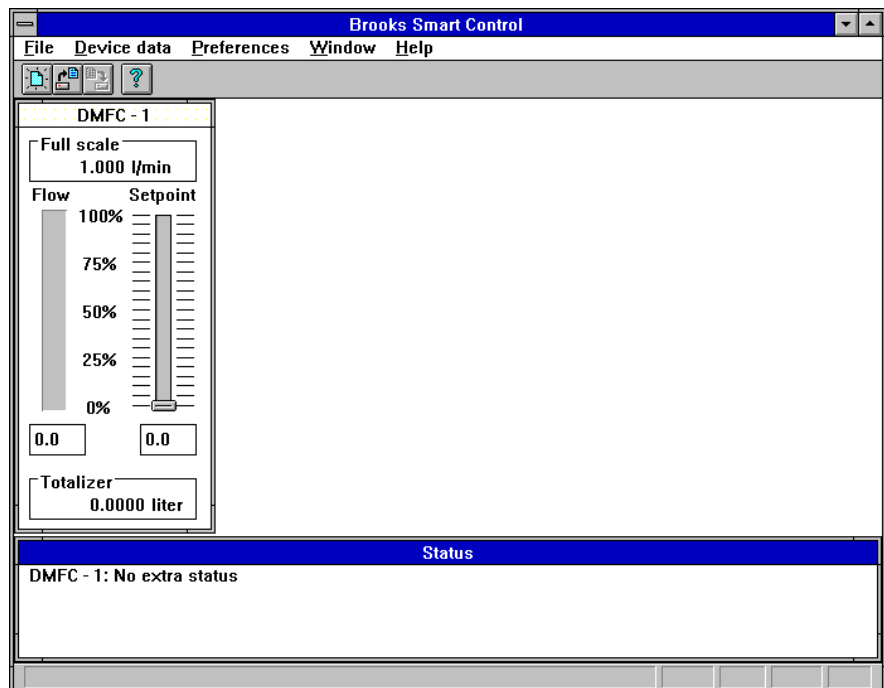 Brooks Smart Control
File Device data Preferences Window Help
?
DMFC - 1
Full scale
1.000 l/min
Flow Setpoint
100%
75%
50%
25%
0%
0.0 0.0
Totalizer
0.0000 liter
Status
DMFC - 1: No extra status